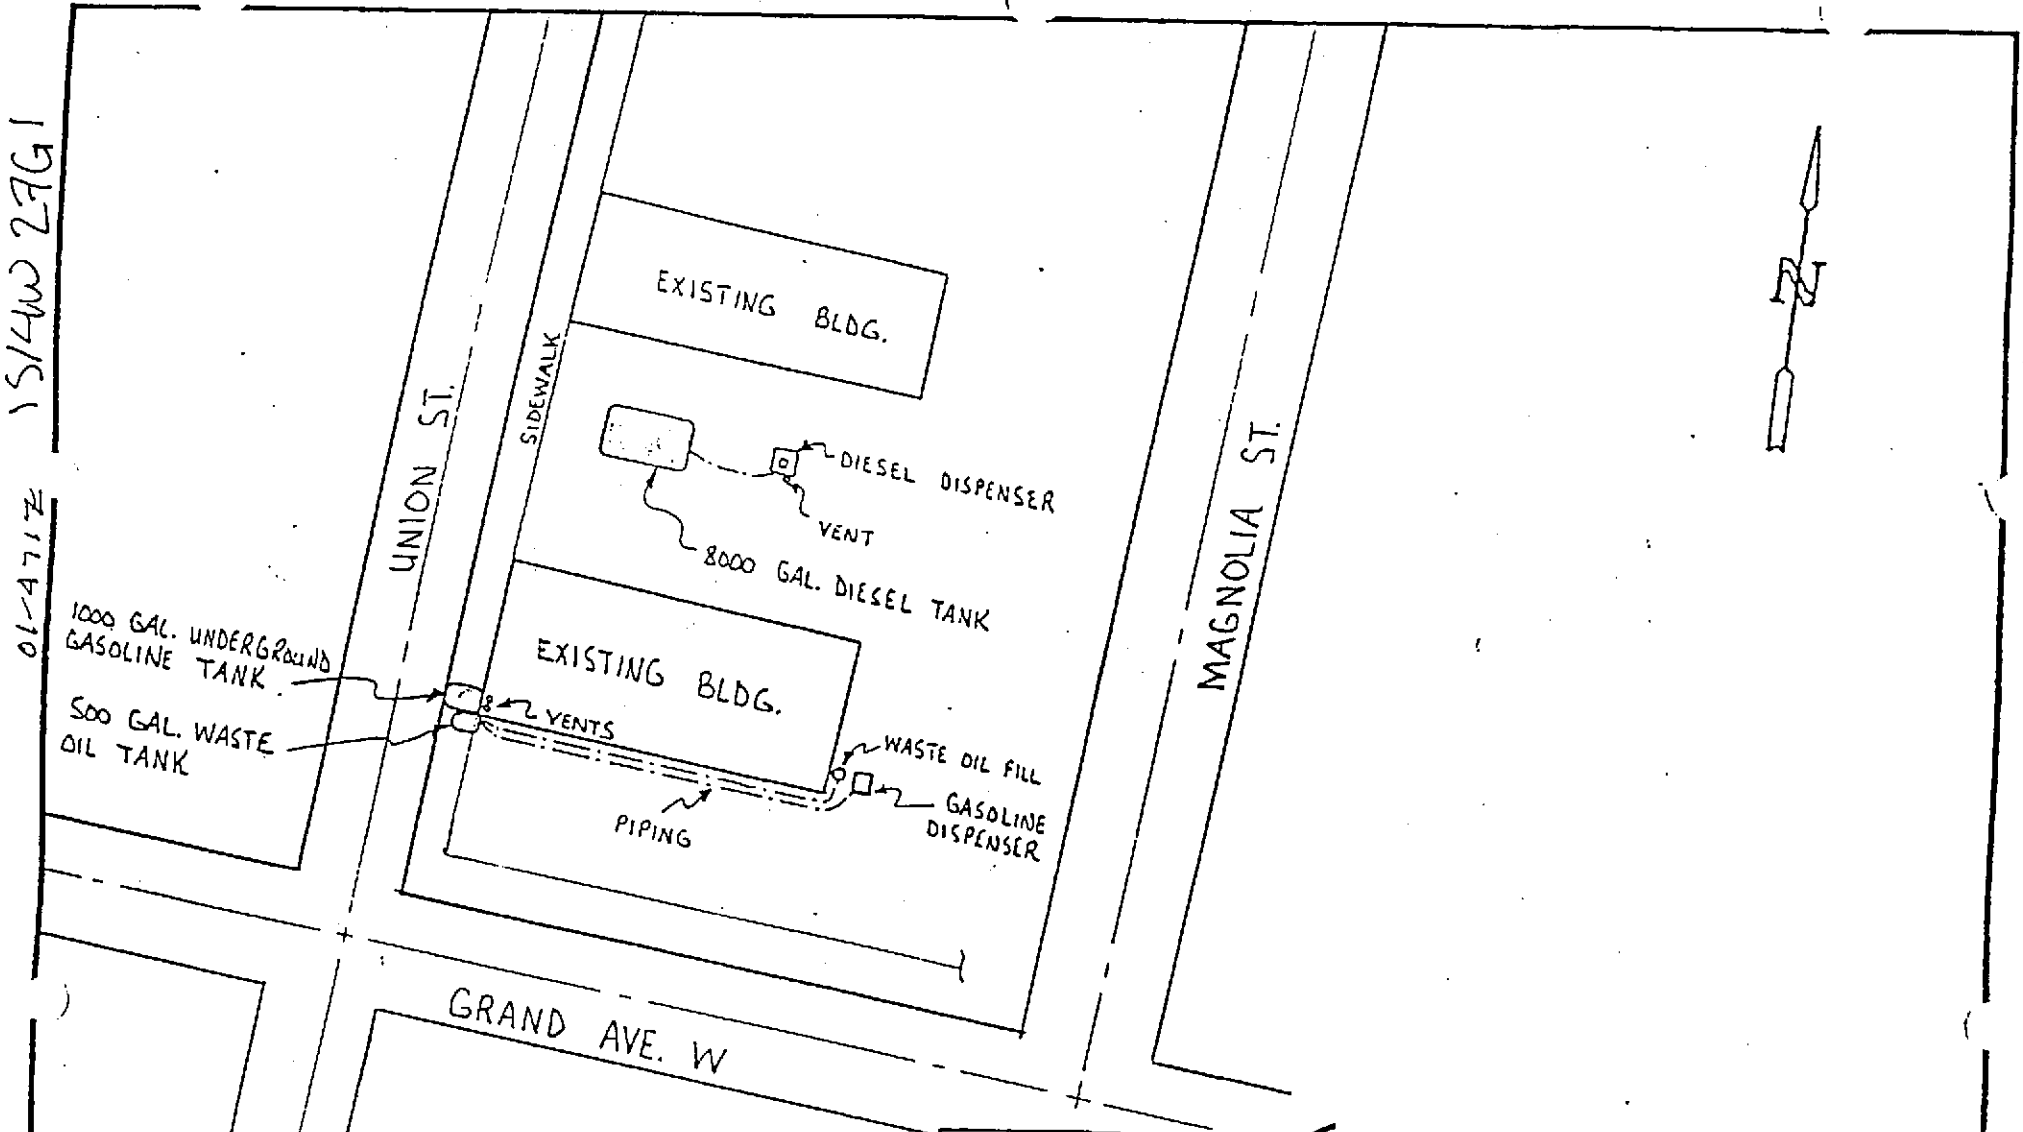 1S/4W 27G1
01-4712
EXISTING BLDG.
SIDEWALK
UNION ST.
MAGNOLIA ST.
N
DIESEL DISPENSER
VENT
8000 GAL. DIESEL TANK
1000 GAL. UNDERGROUND
GASOLINE TANK
500 GAL. WASTE
OIL TANK
EXISTING BLDG.
VENTS
WASTE OIL FILL
GASOLINE
DISPENSER
PIPING
GRAND AVE. W